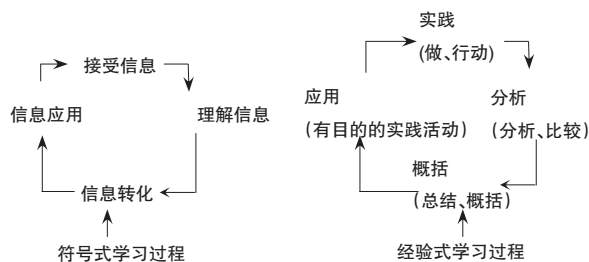 接受信息
信息应用
理解信息
信息转化
符号式学习过程
实践
(做、行动)
应用
(有目的的实践活动)
分析
(分析、比较)
概括
(总结、概括)
经验式学习过程